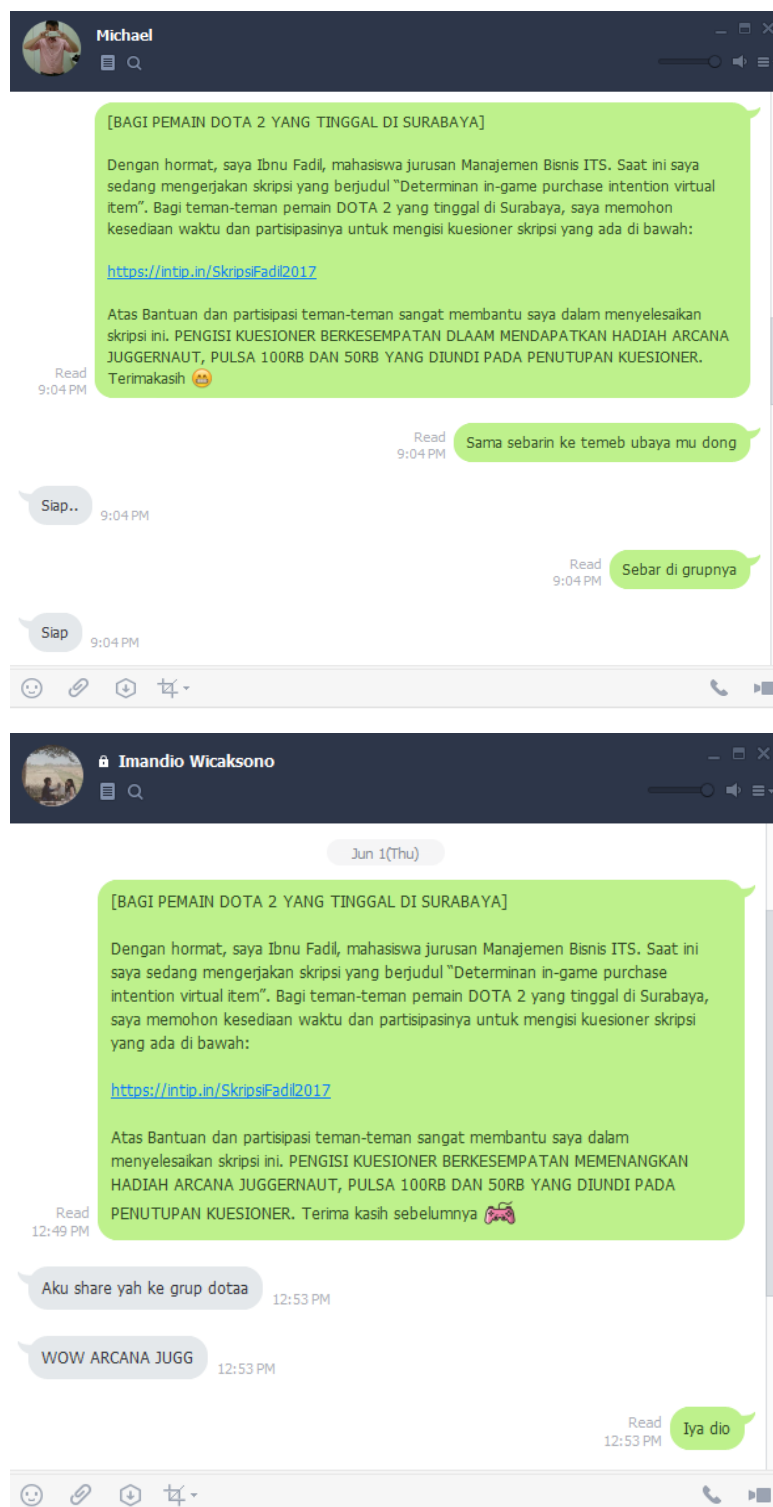 Michael
[BAGI PEMAIN DOTA 2 YANG TINGGAL DI SURABAYA]
Dengan hormat, saya Ibnu Fadil, mahasiswa jurusan Manajemen Bisnis ITS. Saat ini saya
sedang mengerjakan skripsi yang berjudul “Determinan in-game purchase intention virtual
item”. Bagi teman-teman pemain DOTA 2 yang tinggal di Surabaya, saya memohon
kesediaan waktu dan partisipasinya untuk mengisi kuesioner skripsi yang ada di bawah:
https://intip.in/SkripsiFadil2017
Atas Bantuan dan partisipasi teman-teman sangat membantu saya dalam menyelesaikan
skripsi ini. PENGISI KUESIONER BERKESEMPATAN DLAAM MENDAPATKAN HADIAH ARCANA
JUGGERNAUT, PULSA 100RB DAN 50RB YANG DIUNDI PADA PENUTUPAN KUESIONER.
Terimakasih
Read
9:04 PM
Sama sebarin ke temeb ubaya mu dong
Read
9:04 PM
Siap..
9:04 PM
Sebar di grupnya
Read
9:04 PM
Siap
9:04 PM
Imandio Wicaksono
Jun 1(Thu)
[BAGI PEMAIN DOTA 2 YANG TINGGAL DI SURABAYA]
Dengan hormat, saya Ibnu Fadil, mahasiswa jurusan Manajemen Bisnis ITS. Saat ini
saya sedang mengerjakan skripsi yang berjudul “Determinan in-game purchase
intention virtual item”. Bagi teman-teman pemain DOTA 2 yang tinggal di Surabaya,
saya memohon kesediaan waktu dan partisipasinya untuk mengisi kuesioner skripsi
yang ada di bawah:
https://intip.in/SkripsiFadil2017
Atas Bantuan dan partisipasi teman-teman sangat membantu saya dalam
menyelesaikan skripsi ini. PENGISI KUESIONER BERKESEMPATAN MEMENANGKAN
HADIAH ARCANA JUGGERNAUT, PULSA 100RB DAN 50RB YANG DIUNDI PADA
PENUTUPAN KUESIONER. Terima kasih sebelumnya
Read
12:49 PM
Aku share yah ke grup dotaa
12:53 PM
WOW ARCANA JUGG
12:53 PM
Iya dio
Read
12:53 PM